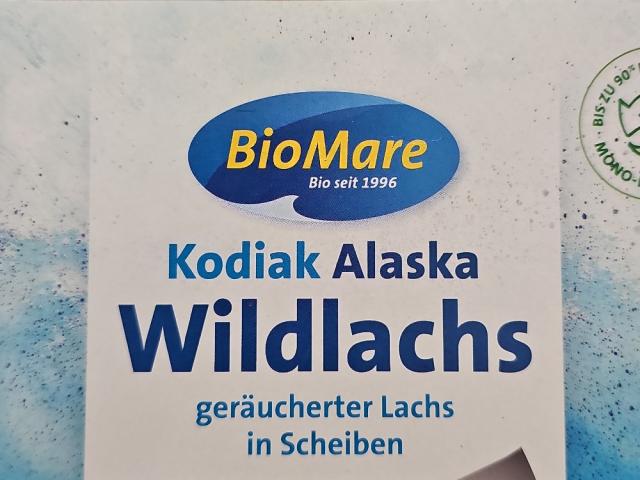 BioMare
Bio seit 1996
Kodiak Alaska
Wildlachs
geräucherter Lachs
in Scheiben
BIS ZU 90%
MONO-